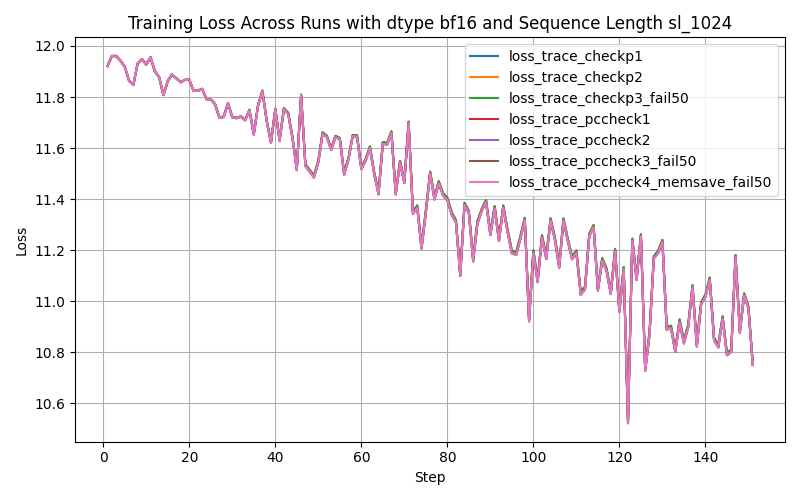 Training Loss Across Runs with dtype bf16 and Sequence Length sl_1024
12.0
11.8
11.6
11.4
11.2
11.0
10.8
10.6
Loss
loss_trace_checkp1
loss_trace_checkp2
loss_trace_checkp3_fail50
loss_trace_pccheck1
loss_trace_pccheck2
loss_trace_pccheck3_fail50
loss_trace_pccheck4_memsave_fail50
0 20 40 60 80 100 120 140
Step